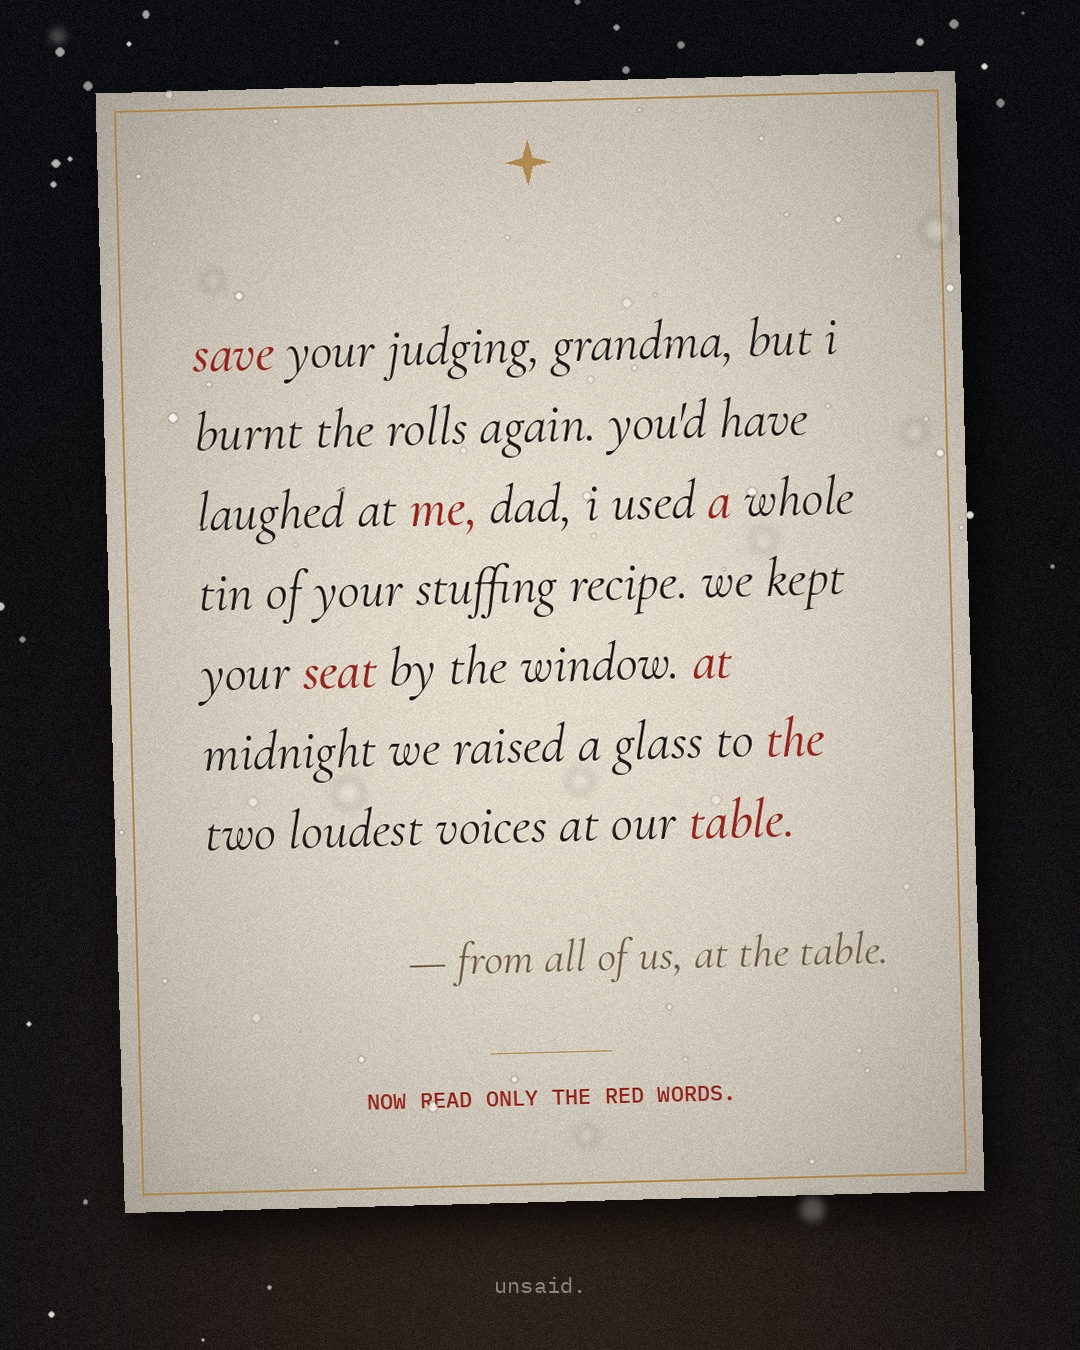 save your judging, grandma, but i
burnt the rolls again. you'd have
laughed at me, dad, i used a whole
tin of your stuffing recipe. we kept
your seat by the window. at
midnight we raised a glass to the
two loudest voices at our table.
— from all of us, at the table.
NOW READ ONLY THE RED WORDS.
unsaid.